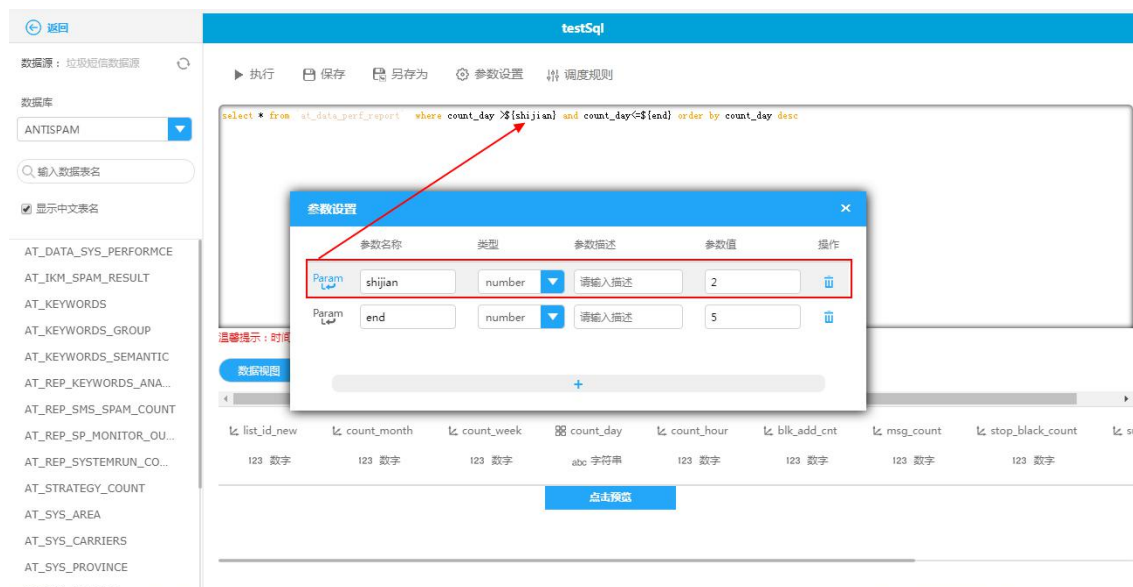 返回
testSql
数据源：垃圾短信数据源
执行 保存 另存为 参数设置 调度规则
数据库
ANTISPAM
输入数据表名
显示中文表名
select * from at_data_perf_report where count_day >${shijian} and count_day<=${end} order by count_day desc
AT_DATA_SYS_PERFORMCE
AT_IKM_SPAM_RESULT
AT_KEYWORDS
AT_KEYWORDS_GROUP
AT_KEYWORDS_SEMANTIC
AT_REP_KEYWORDS_ANA...
AT_REP_SMS_SPAM_COUNT
AT_REP_SP_MONITOR_OU...
AT_REP_SYSTEMRUN_CO...
AT_STRATEGY_COUNT
AT_SYS_AREA
AT_SYS_CARRIERS
AT_SYS_PROVINCE
参数设置 ×
参数名称 类型 参数描述 参数值 操作
Param shijian number 请输入描述 2
Param end number 请输入描述 5
+
温馨提示：时间
数据视图
list_id_new count_month count_week count_day count_hour blk_add_cnt msg_count stop_black_count
123 数字 123 数字 123 数字 abc 字符串 123 数字 123 数字 123 数字 123 数字
点击预览